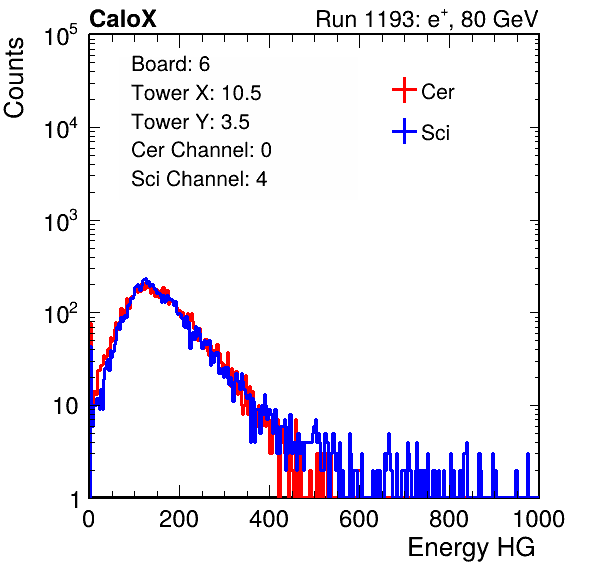 CaloX Run 1193: e⁺, 80 GeV
Board: 6
Tower X: 10.5
Tower Y: 3.5
Cer Channel: 0
Sci Channel: 4
Cer
Sci
Counts
10⁵
10⁴
10³
10²
10
1
0 200 400 600 800 1000
Energy HG